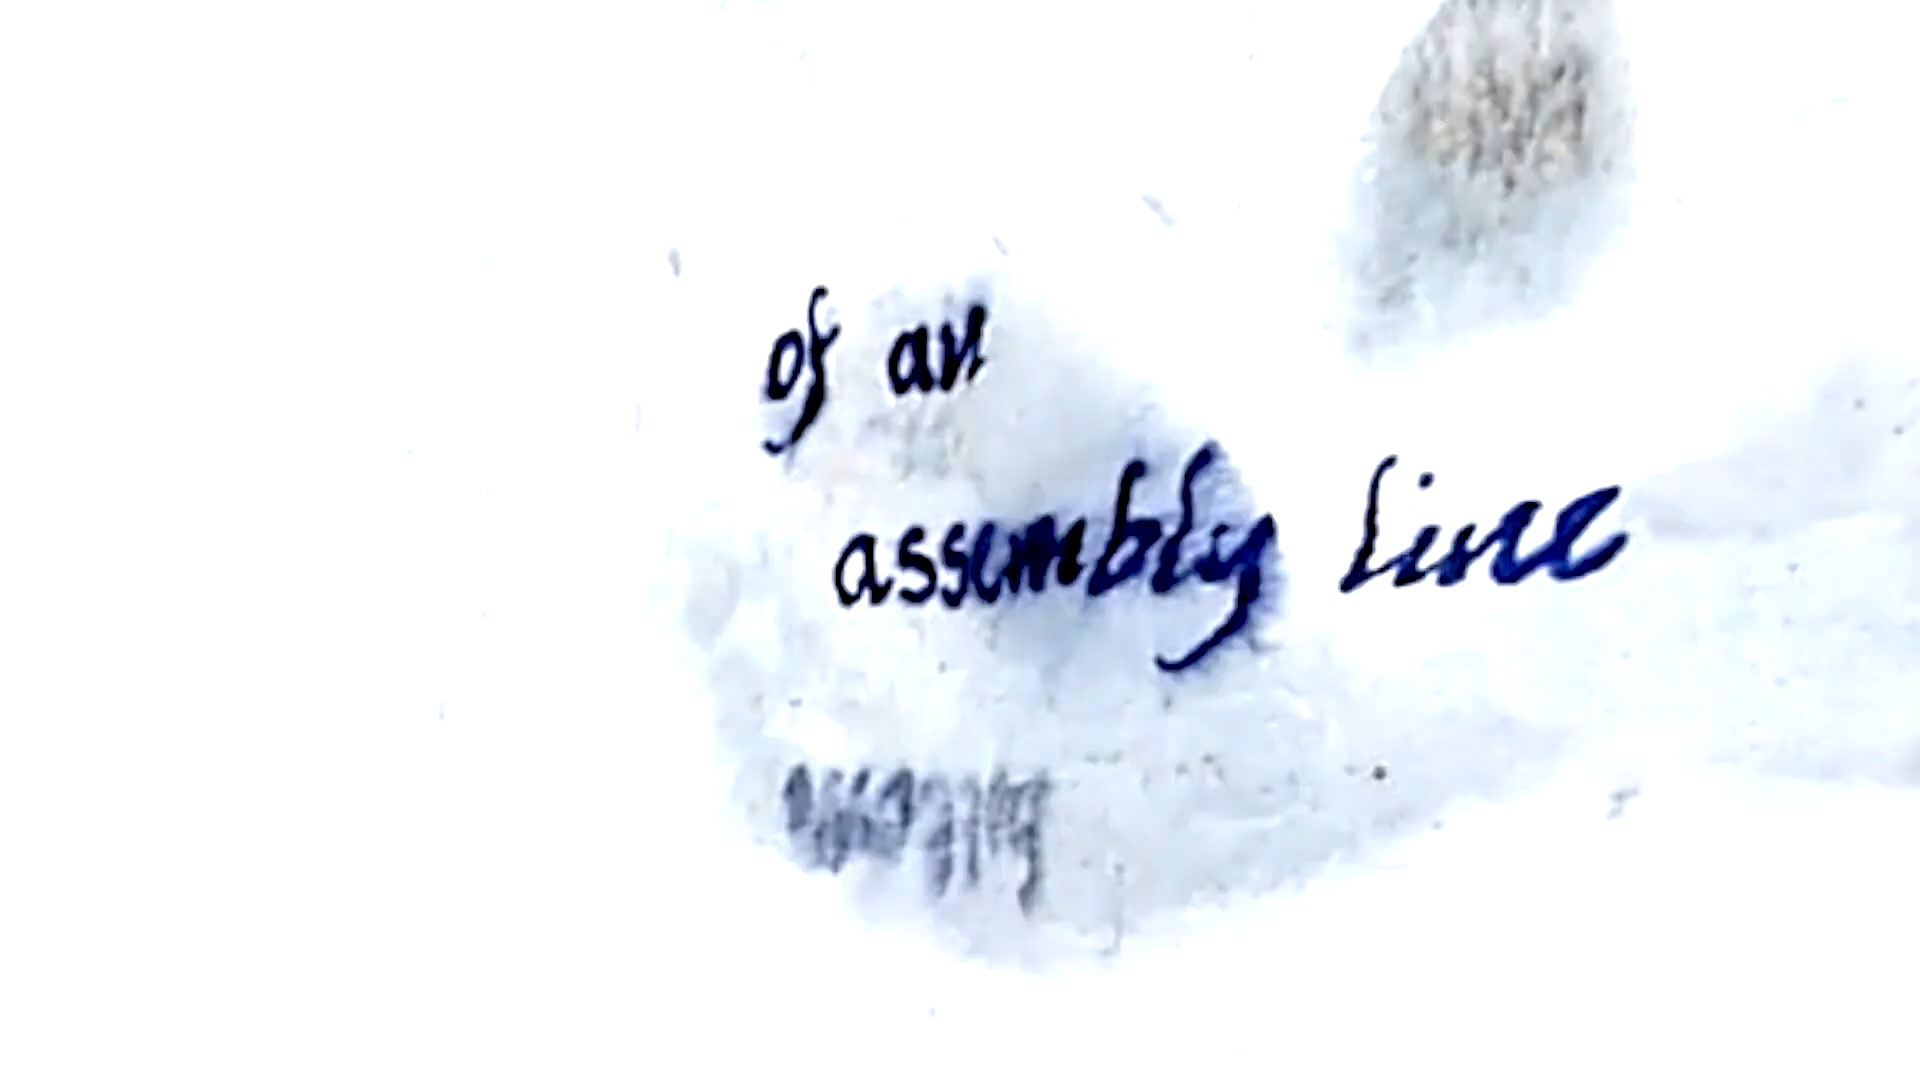 of an
assembly line